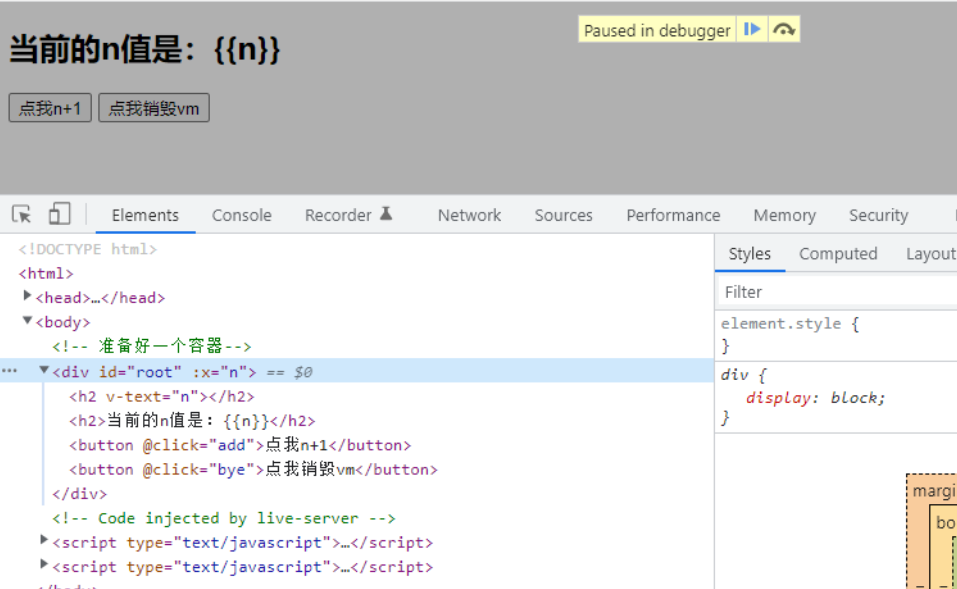 当前的n值是：{{n}}
Paused in debugger
点我n+1 点我销毁vm
Elements Console Recorder Network Sources Performance Memory Security
<!DOCTYPE html>
<html>
<head>…</head>
<body>
<!-- 准备好一个容器-->
<div id="root" :x="n"> == $0
<h2 v-text="n"></h2>
<h2>当前的n值是：{{n}}</h2>
<button @click="add">点我n+1</button>
<button @click="bye">点我销毁vm</button>
</div>
<!-- Code injected by live-server -->
<script type="text/javascript">…</script>
<script type="text/javascript">…</script>
Styles Computed Layout
Filter
element.style {
}
div {
display: block;
}
margi
bo